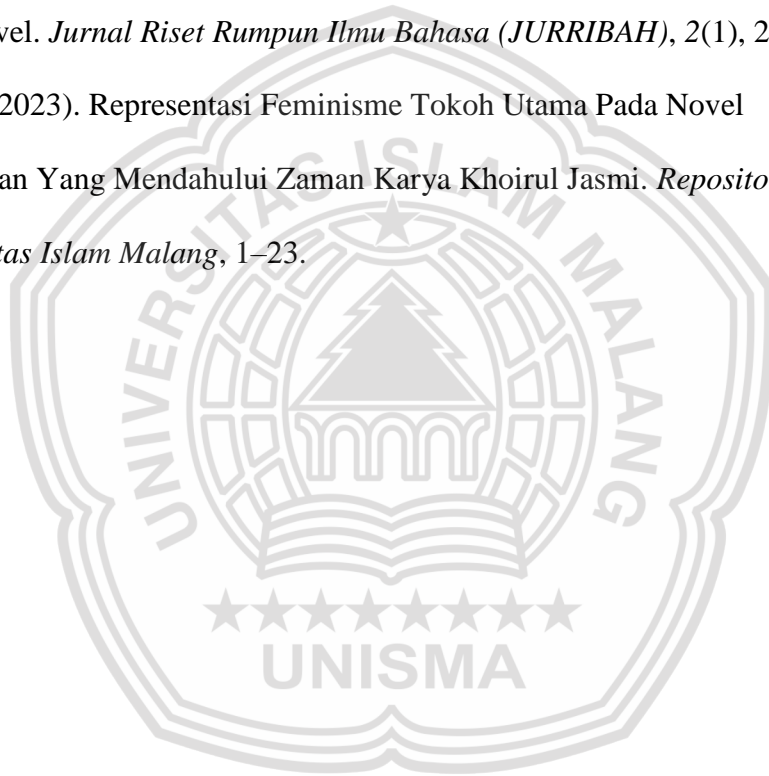 vel. Jurnal Riset Rumpun Ilmu Bahasa (JURRIBAH), 2(1), 2
2023). Representasi Feminisme Tokoh Utama Pada Novel
an Yang Mendahului Zaman Karya Khoirul Jasmi. Reposito
tas Islam Malang, 1–23.
UNIVERSITAS ISLAM MALANG
UNISMA